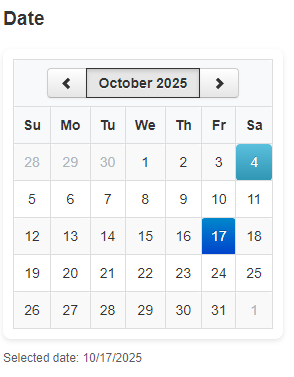 Date
October 2025
Su Mo Tu We Th Fr Sa
28 29 30 1 2 3 4
5 6 7 8 9 10 11
12 13 14 15 16 17 18
19 20 21 22 23 24 25
26 27 28 29 30 31 1
Selected date: 10/17/2025